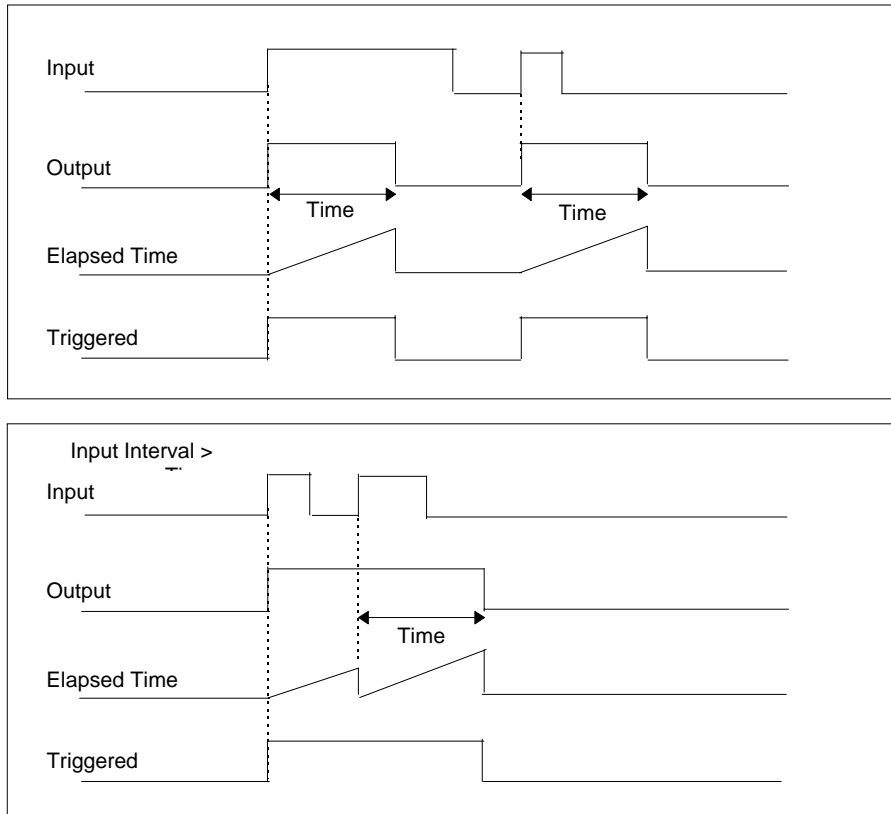 Input
Output
Time
Time
Elapsed Time
Triggered
Input Interval >
Input
Output
Time
Elapsed Time
Triggered